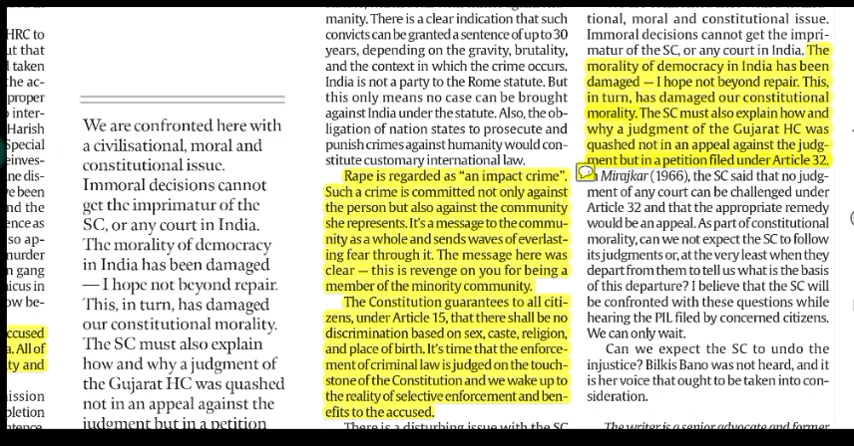 HRC to
ut that
taken
the ac-
proper
inter-
Harish
Special
einves-
ne dis-
ve been
nd the
ence as
so ap-
murder
n gang
nicus in
ow be-
ccused
a. All of
ty and
ission
pletion
We are confronted here with
a civilisational, moral and
constitutional issue.
Immoral decisions cannot
get the imprimatur of the
SC, or any court in India.
The morality of democracy
in India has been damaged
— I hope not beyond repair.
This, in turn, has damaged
our constitutional morality.
The SC must also explain
how and why a judgment of
the Gujarat HC was quashed
not in an appeal against the
judgment but in a petition
manity. There is a clear indication that such
convicts can be granted a sentence of up to 30
years, depending on the gravity, brutality,
and the context in which the crime occurs.
India is not a party to the Rome statute. But
this only means no case can be brought
against India under the statute. Also, the ob-
ligation of nation states to prosecute and
punish crimes against humanity would con-
stitute customary international law.
Rape is regarded as “an impact crime”.
Such a crime is committed not only against
the person but also against the community
she represents. It’s a message to the commu-
nity as a whole and sends waves of everlast-
ing fear through it. The message here was
clear — this is revenge on you for being a
member of the minority community.
The Constitution guarantees to all citi-
zens, under Article 15, that there shall be no
discrimination based on sex, caste, religion,
and place of birth. It’s time that the enforce-
ment of criminal law is judged on the touch-
stone of the Constitution and we wake up to
the reality of selective enforcement and ben-
efits to the accused.
There is a disturbing issue with the SC
tional, moral and constitutional issue.
Immoral decisions cannot get the impri-
matur of the SC, or any court in India. The
morality of democracy in India has been
damaged — I hope not beyond repair. This,
in turn, has damaged our constitutional
morality. The SC must also explain how and
why a judgment of the Gujarat HC was
quashed not in an appeal against the judg-
ment but in a petition filed under Article 32.
Mirajkar (1966), the SC said that no judg-
ment of any court can be challenged under
Article 32 and that the appropriate remedy
would be an appeal. As part of constitutional
morality, can we not expect the SC to follow
its judgments or, at the very least when they
depart from them to tell us what is the basis
of this departure? I believe that the SC will
be confronted with these questions while
hearing the PIL filed by concerned citizens.
We can only wait.
Can we expect the SC to undo the
injustice? Bilkis Bano was not heard, and it
is her voice that ought to be taken into con-
sideration.
The writer is a senior advocate and former